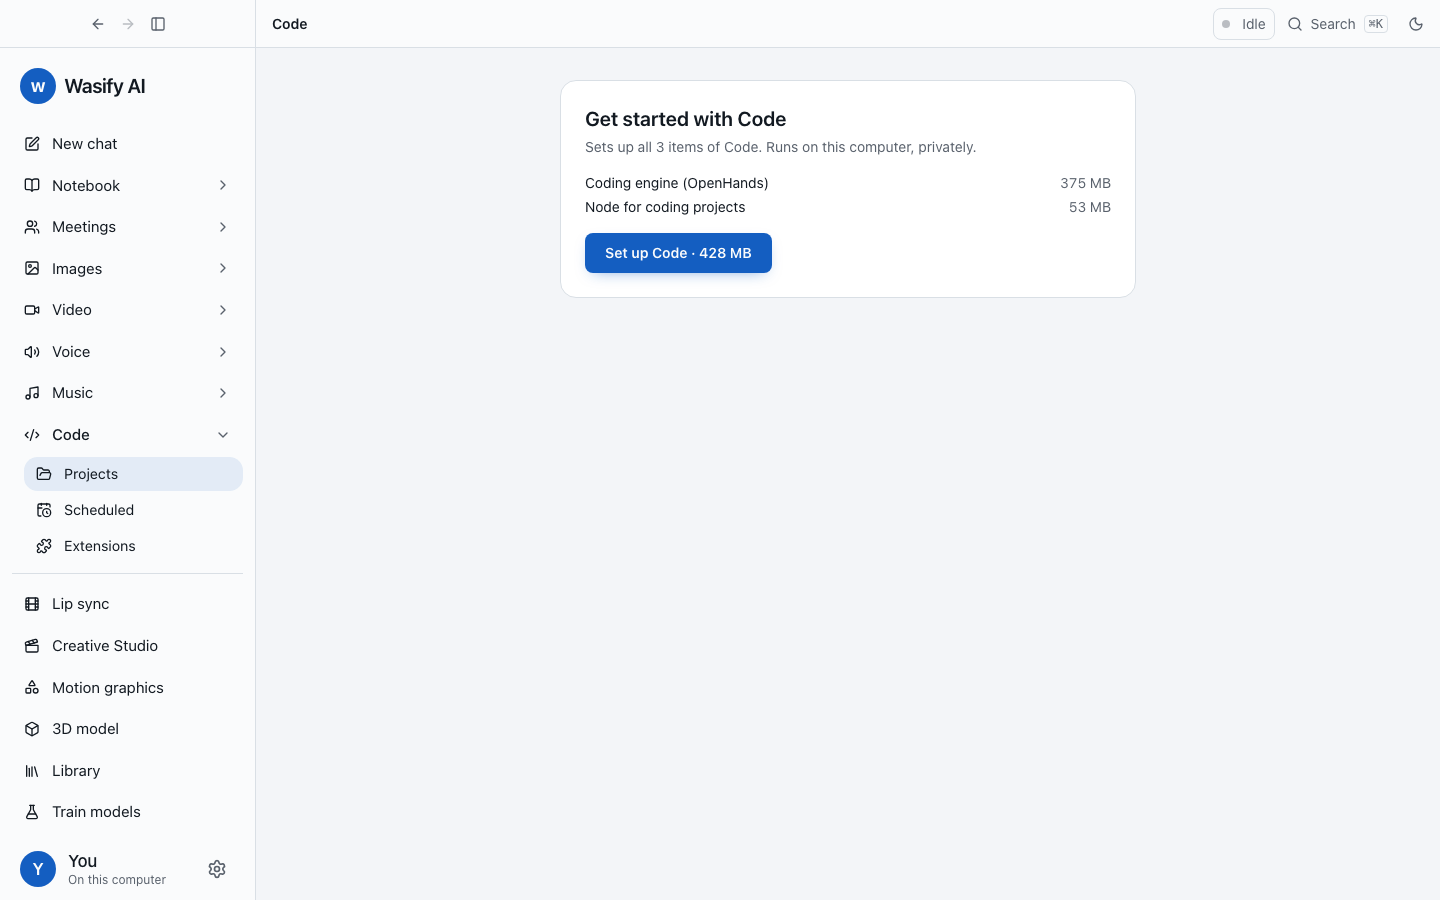 Code
Idle
Search ⌘K
W Wasify AI
New chat
Notebook
Meetings
Images
Video
Voice
Music
Code
Projects
Scheduled
Extensions
Lip sync
Creative Studio
Motion graphics
3D model
Library
Train models
Y You
On this computer
Get started with Code
Sets up all 3 items of Code. Runs on this computer, privately.
Coding engine (OpenHands) 375 MB
Node for coding projects 53 MB
Set up Code · 428 MB